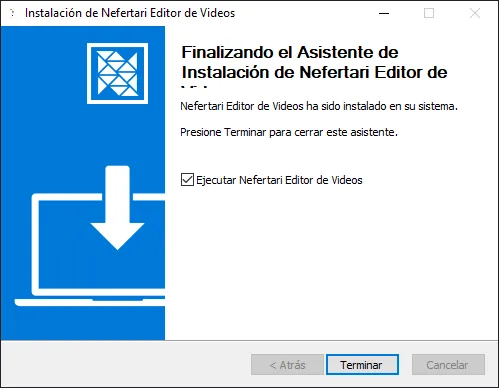 Instalación de Nefertari Editor de Videos
Finalizando el Asistente de
Instalación de Nefertari Editor de
Nefertari Editor de Videos ha sido instalado en su sistema.
Presione Terminar para cerrar este asistente.
Ejecutar Nefertari Editor de Videos
< Atrás
Terminar
Cancelar